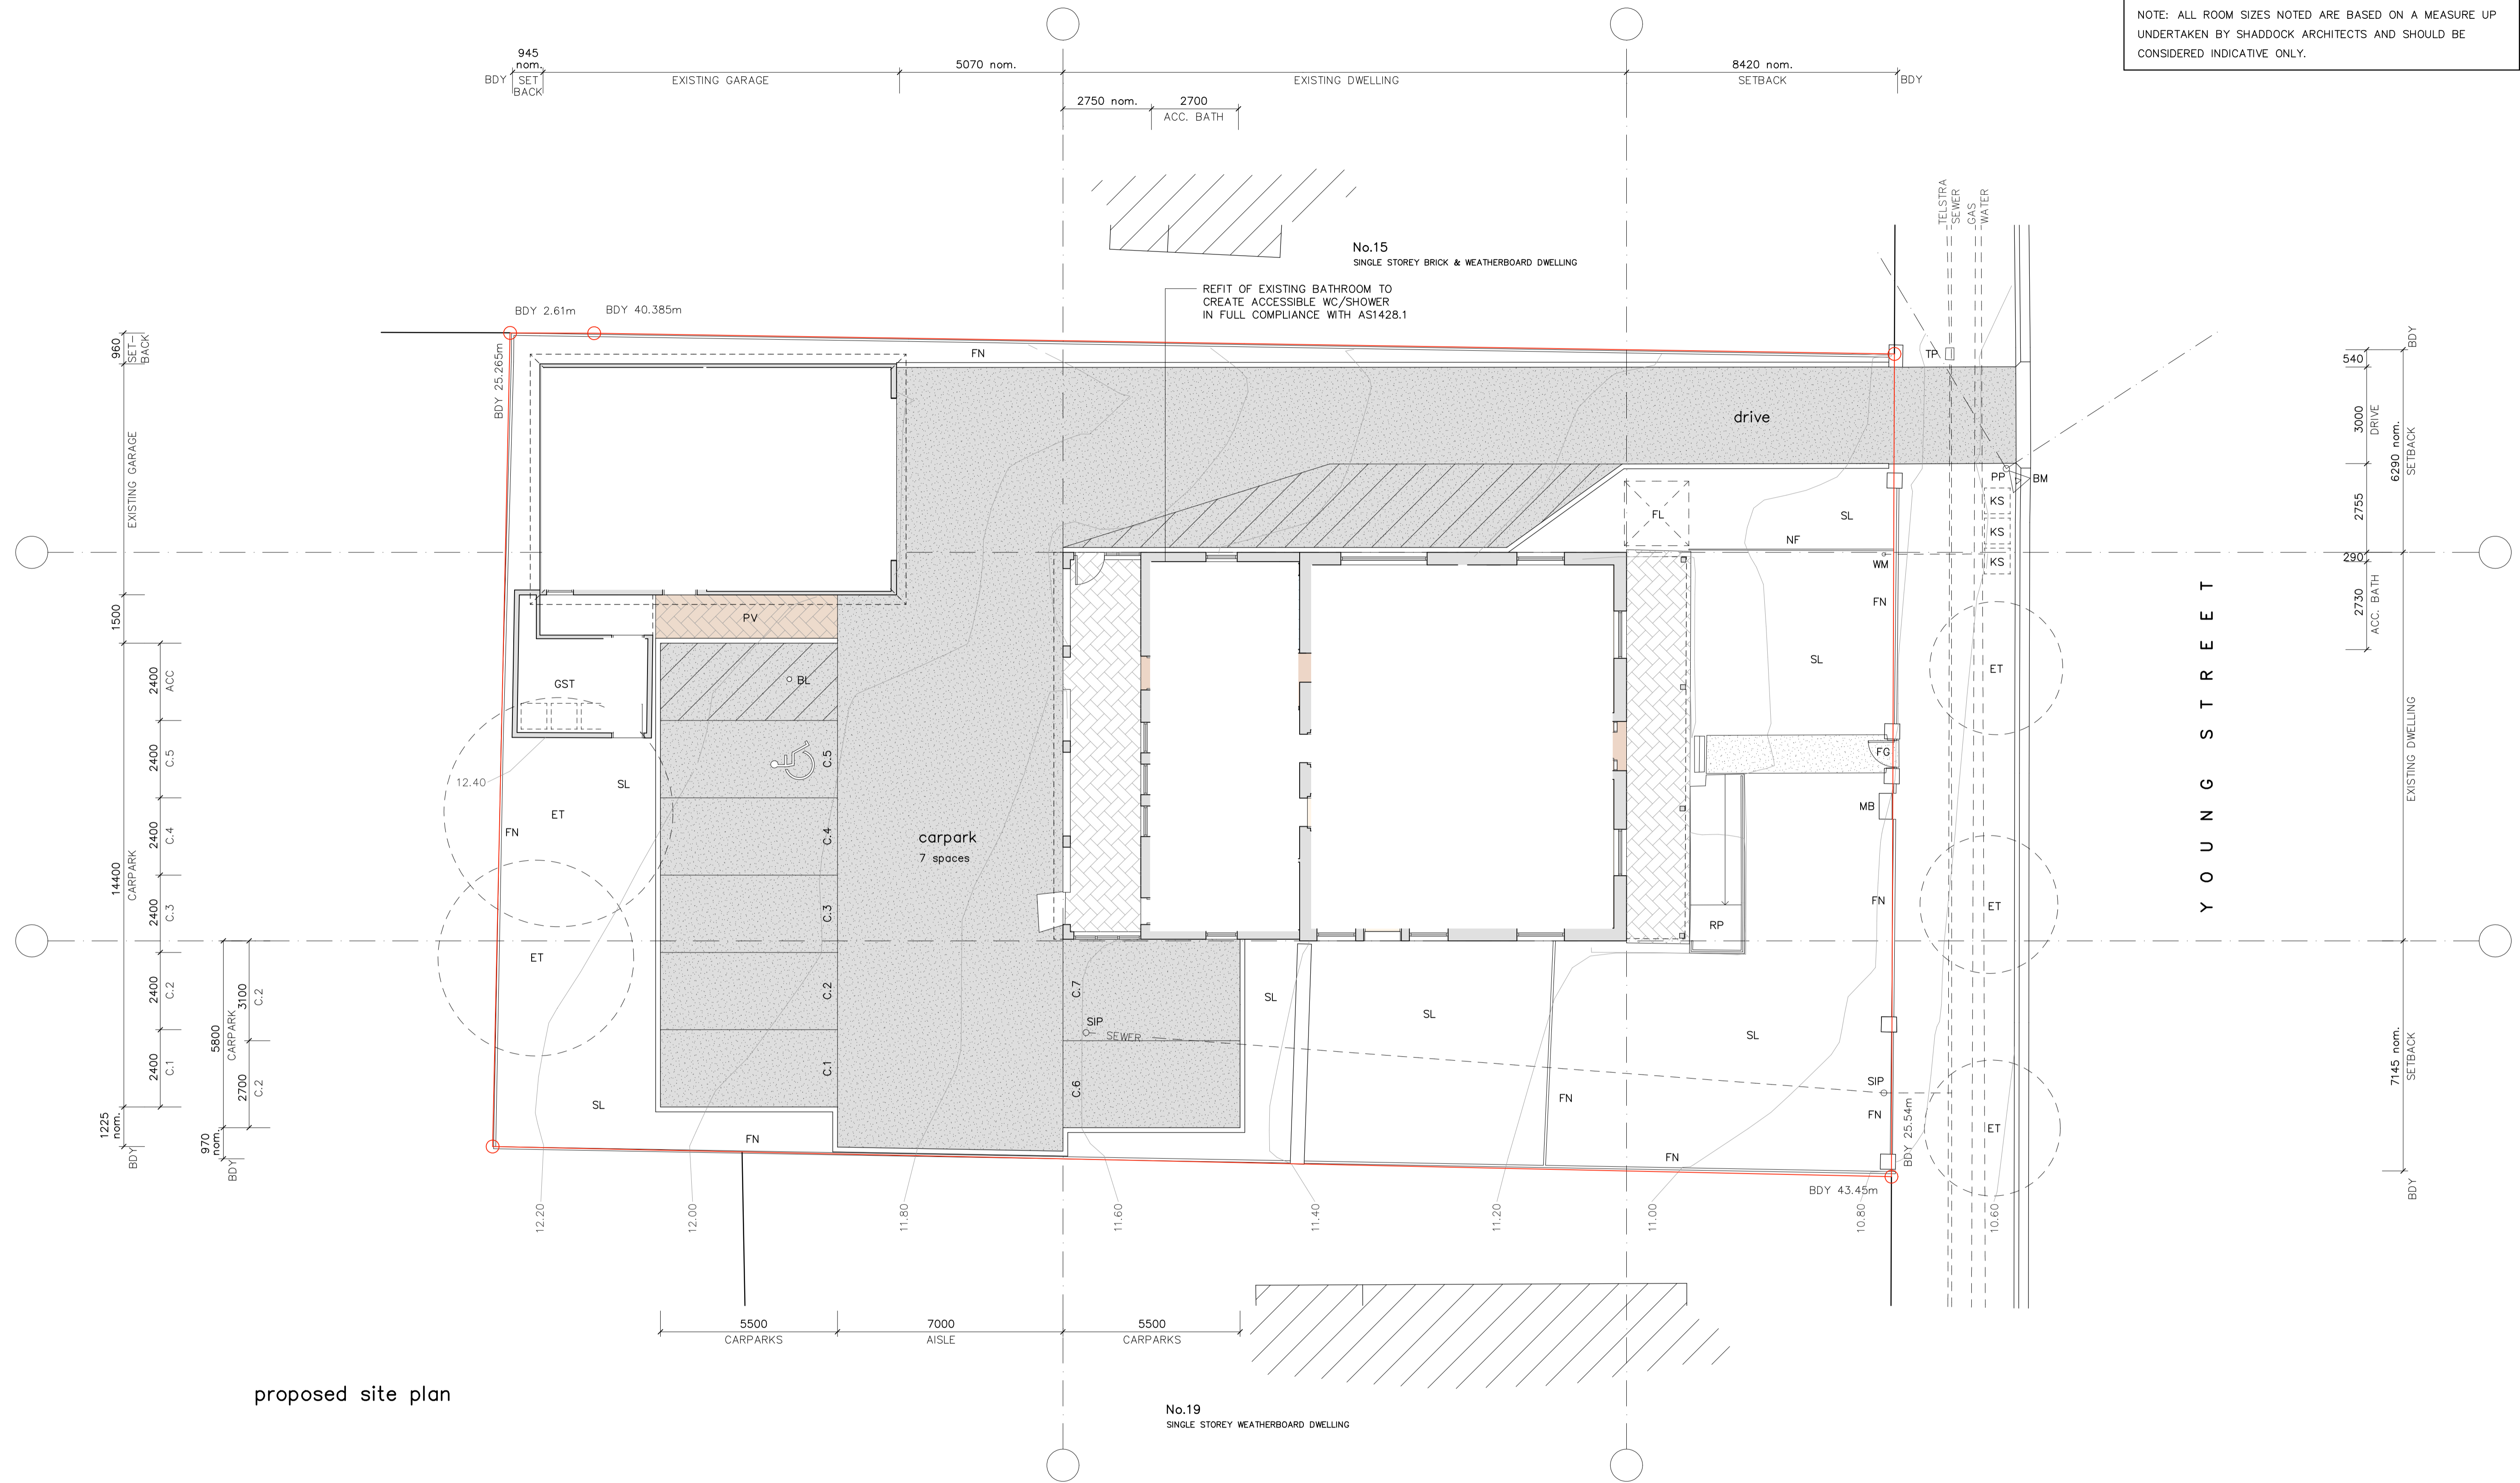 NOTE: ALL ROOM SIZES NOTED ARE BASED ON A MEASURE UP
UNDERTAKEN BY SHADDOCK ARCHITECTS AND SHOULD BE
CONSIDERED INDICATIVE ONLY.
945
nom.
BDY
SET
BACK
EXISTING GARAGE
5070 nom.
EXISTING DWELLING
8420 nom.
SETBACK
BDY
2750 nom.
2700
ACC. BATH
TELSTRA
SEWER
GAS
WATER
No.15
SINGLE STOREY BRICK & WEATHERBOARD DWELLING
REFIT OF EXISTING BATHROOM TO
CREATE ACCESSIBLE WC/SHOWER
IN FULL COMPLIANCE WITH AS1428.1
BDY 2.61m
BDY 40.385m
BDY 25.265m
960
SET-
BACK
EXISTING GARAGE
1500
14400
CARPARK
1225
nom.
BDY
2400
ACC
2400
C.5
2400
C.4
2400
C.3
2400
C.2
2400
C.1
5800
CARPARK
970
nom.
BDY
3100
C.2
2700
C.2
FN
TP
drive
PP
BM
KS
KS
KS
FL
SL
NF
WM
FN
SL
ET
PV
GST
BL
12.40
SL
ET
FN
ET
SL
FN
C.5
C.4
C.3
C.2
C.1
carpark
7 spaces
C.7
C.6
SIP
SEWER
SL
SL
FN
SL
FG
MB
RP
FN
ET
SIP
FN
ET
FN
BDY 25.54m
BDY 43.45m
540
BDY
3000
DRIVE
6290 nom.
SETBACK
2755
290
2730
ACC. BATH
EXISTING DWELLING
7145 nom.
SETBACK
BDY
YOUNG STREET
12.20
12.00
11.80
11.60
11.40
11.20
11.00
10.80
10.60
5500
CARPARKS
7000
AISLE
5500
CARPARKS
proposed site plan
No.19
SINGLE STOREY WEATHERBOARD DWELLING